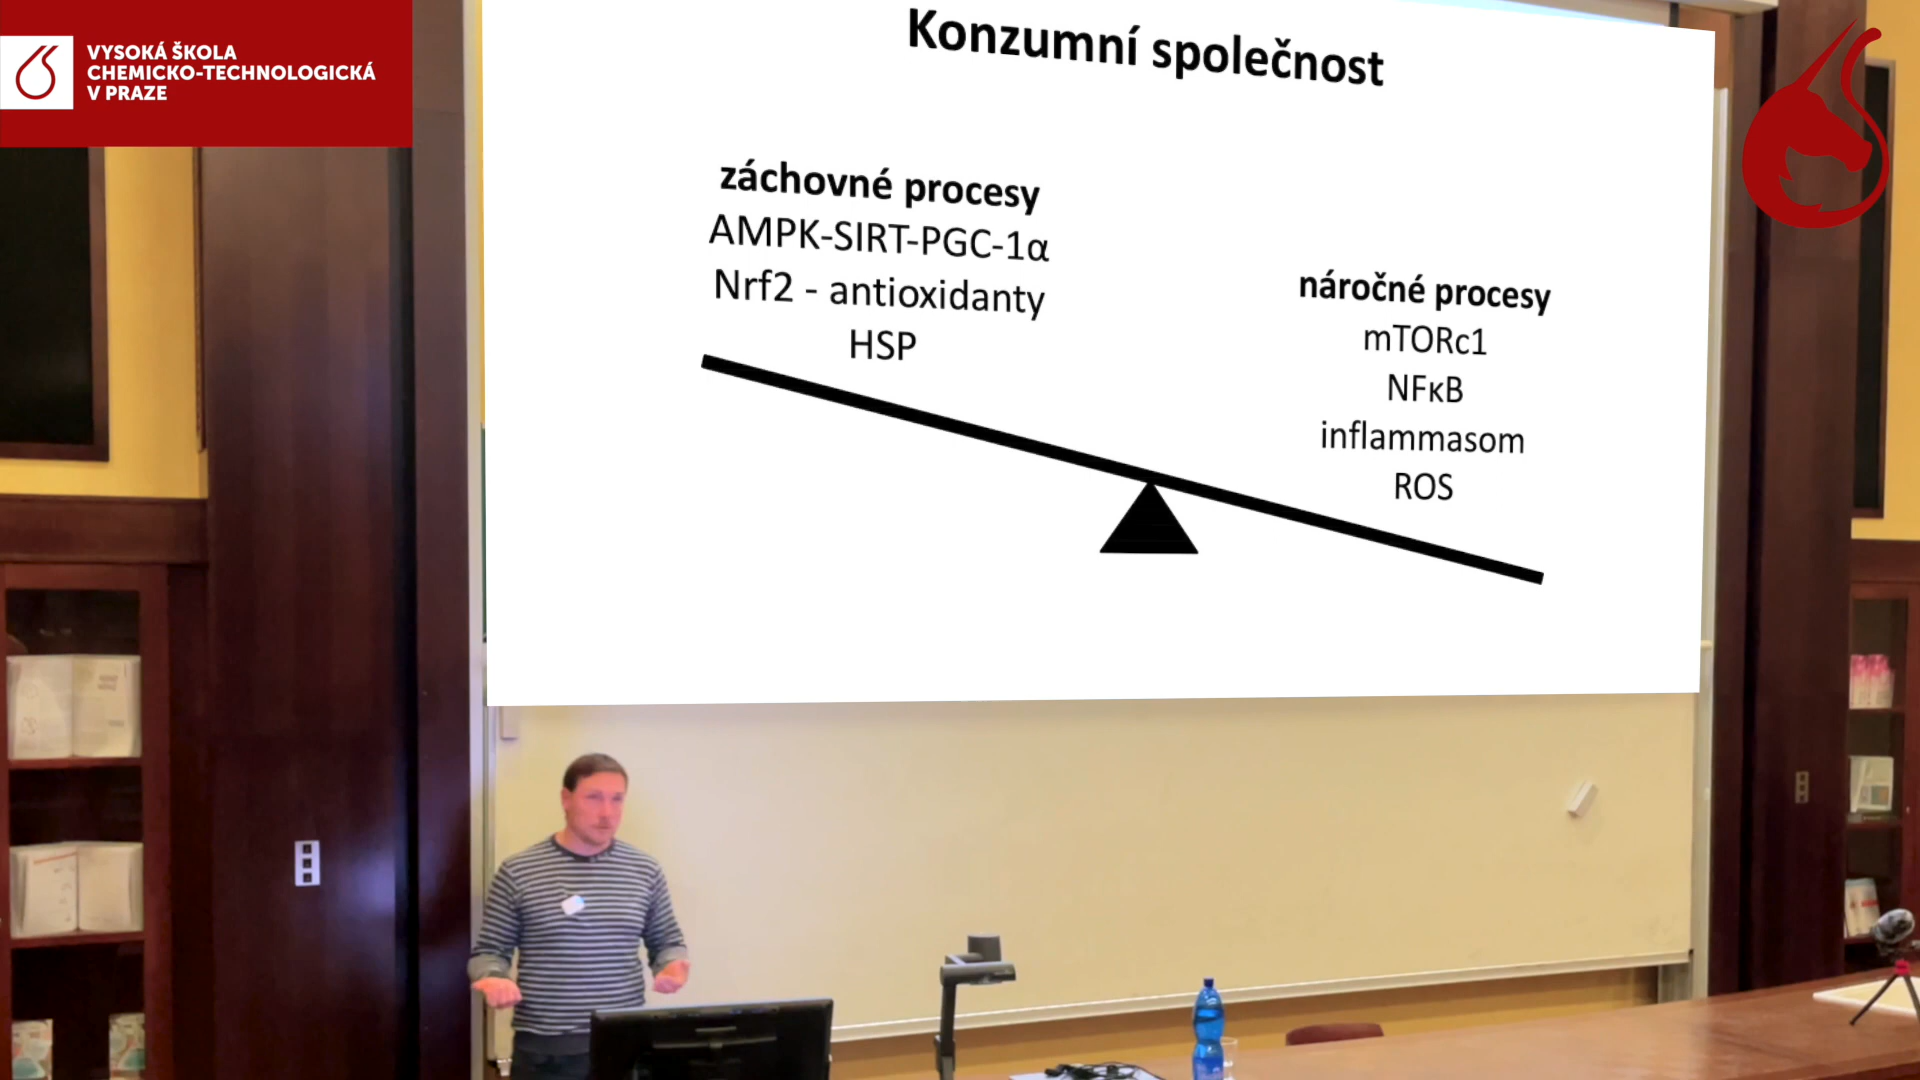 VYSOKÁ ŠKOLA
CHEMICKO-TECHNOLOGICKÁ
V PRAZE
Konzumní společnost
záchovné procesy
AMPK-SIRT-PGC-1α
Nrf2 - antioxidanty
HSP
náročné procesy
mTORc1
NFκB
inflammasom
ROS